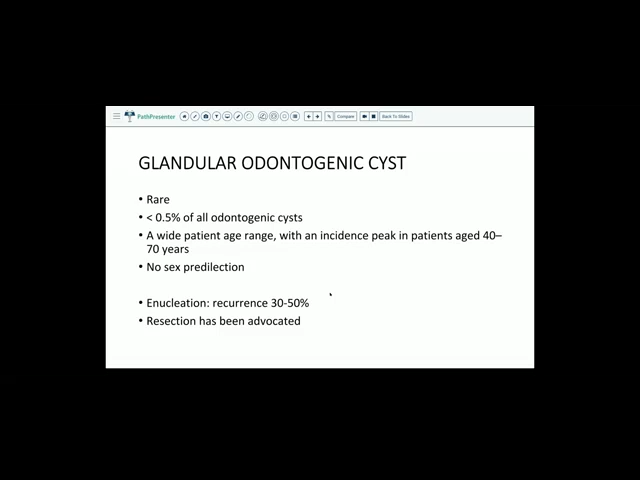 PathPresenter
Compare
Back To Slides
GLANDULAR ODONTOGENIC CYST
• Rare
• < 0.5% of all odontogenic cysts
• A wide patient age range, with an incidence peak in patients aged 40–
70 years
• No sex predilection
• Enucleation: recurrence 30-50%
• Resection has been advocated